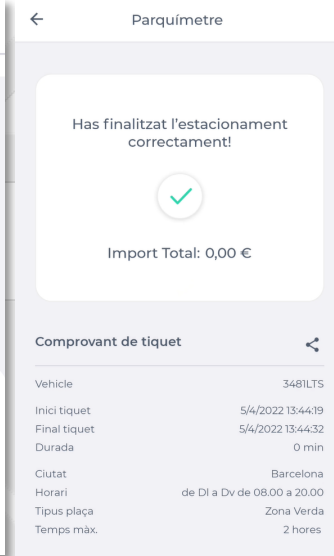 Parquímetre
Has finalitzat l'estacionament
correctament!
Import Total: 0,00 €
Comprovant de tiquet
Vehicle 3481LTS
Inici tiquet 5/4/2022 13:44:19
Final tiquet 5/4/2022 13:44:32
Durada 0 min
Ciutat Barcelona
Horari de Dl a Dv de 08.00 a 20.00
Tipus plaça Zona Verda
Temps màx. 2 hores